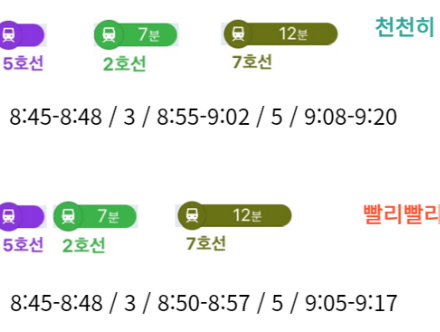 천천히
7분 12분
5호선 2호선 7호선
8:45-8:48 / 3 / 8:55-9:02 / 5 / 9:08-9:20
빨리빨리
7분 12분
5호선 2호선 7호선
8:45-8:48 / 3 / 8:50-8:57 / 5 / 9:05-9:17